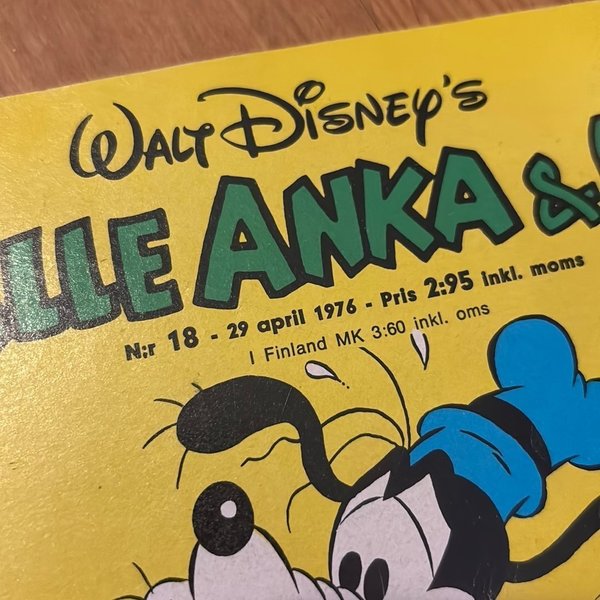 WALT DISNEY'S
LLE ANKA &
N:r 18 - 29 april 1976 - Pris 2:95 inkl. moms
I Finland MK 3:60 inkl. oms